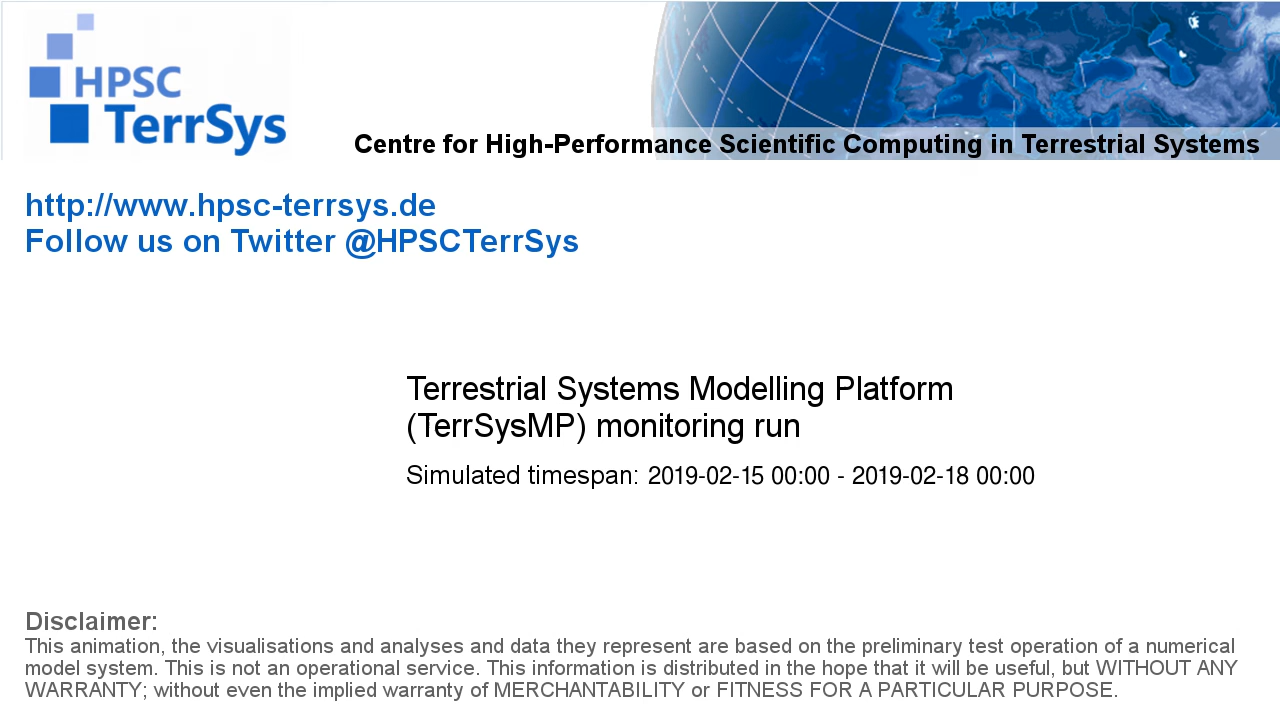 HPSC
TerrSys
Centre for High-Performance Scientific Computing in Terrestrial Systems
http://www.hpsc-terrsys.de
Follow us on Twitter @HPSCTerrSys
Terrestrial Systems Modelling Platform
(TerrSysMP) monitoring run
Simulated timespan: 2019-02-15 00:00 - 2019-02-18 00:00
Disclaimer:
This animation, the visualisations and analyses and data they represent are based on the preliminary test operation of a numerical
model system. This is not an operational service. This information is distributed in the hope that it will be useful, but WITHOUT ANY
WARRANTY; without even the implied warranty of MERCHANTABILITY or FITNESS FOR A PARTICULAR PURPOSE.